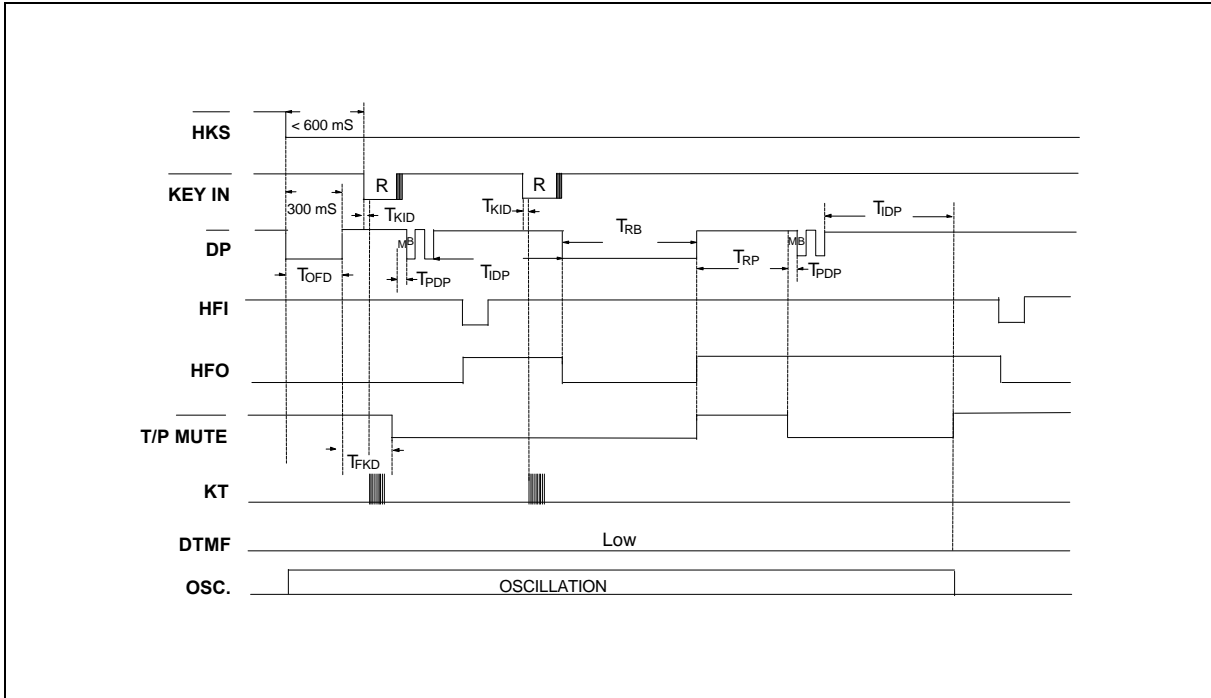 HKS
< 600 mS
KEY IN
R
R
300 mS
TKID
TKID
DP
M B
TOFD
TPDP
TIDP
TRB
TRP
MB
TPDP
TIDP
HFI
HFO
T/P MUTE
TFKD
KT
DTMF
Low
OSC.
OSCILLATION